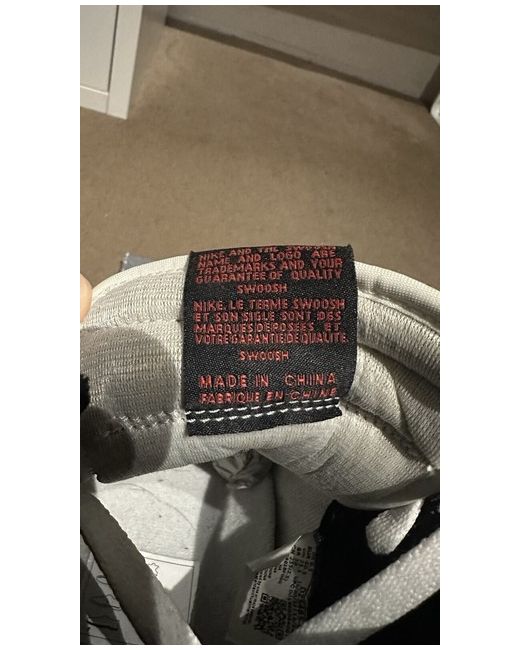 NIKE AND THE SWOOSH
NAME AND LOGO ARE
TRADEMARKS AND YOUR
GUARANTEE OF QUALITY
SWOOSH
NIKE, LE TERME SWOOSH
ET SON SIGLE SONT DES
MARQUES DEPOSEES ET
VOTRE GARANTIE DE QUALITE.
SWOOSH
MADE IN CHINA
FABRIQUE EN CHINE